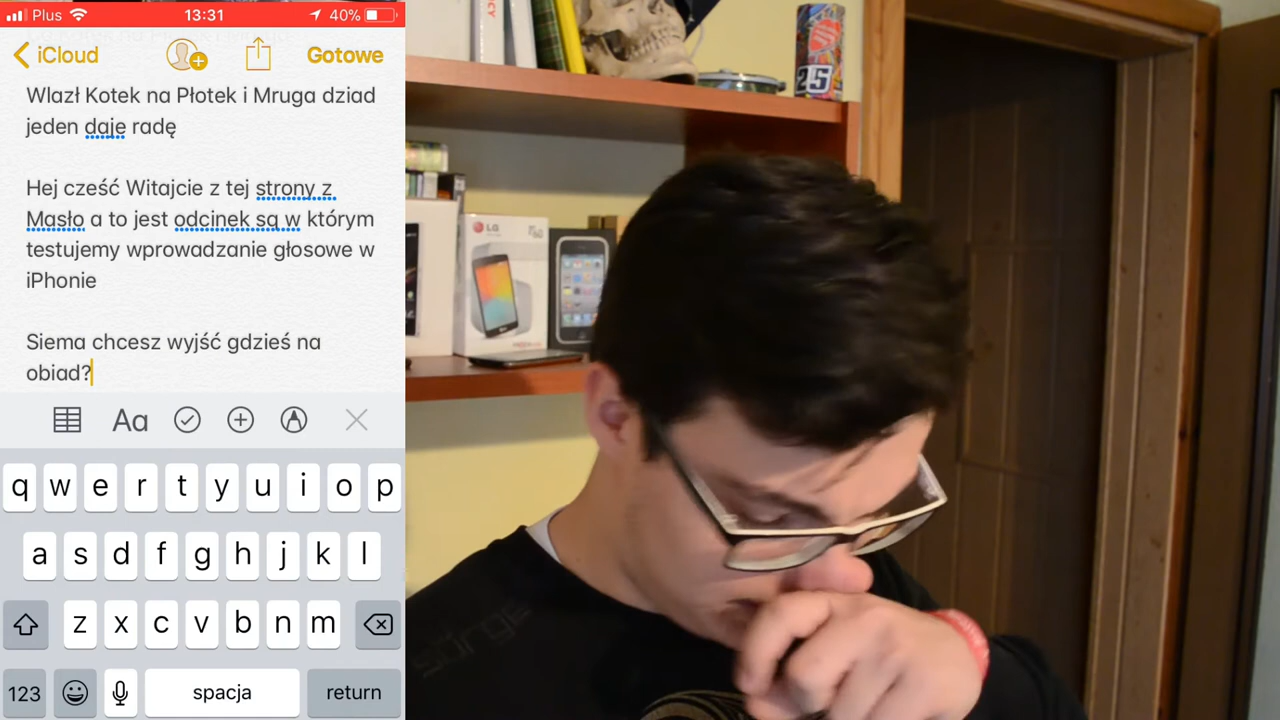 Plus
13:31
40%
iCloud
Gotowe
Wlazł Kotek na Płotek i Mruga dziad
jeden daje radę
Hej cześć Witajcie z tej strony z
Masło a to jest odcinek są w którym
testujemy wprowadzanie głosowe w
iPhonie
Siema chcesz wyjść gdzieś na
obiad?
Aa
q w e r t y u i o p
a s d f g h j k l
z x c v b n m
123
spacja
return
LG
25